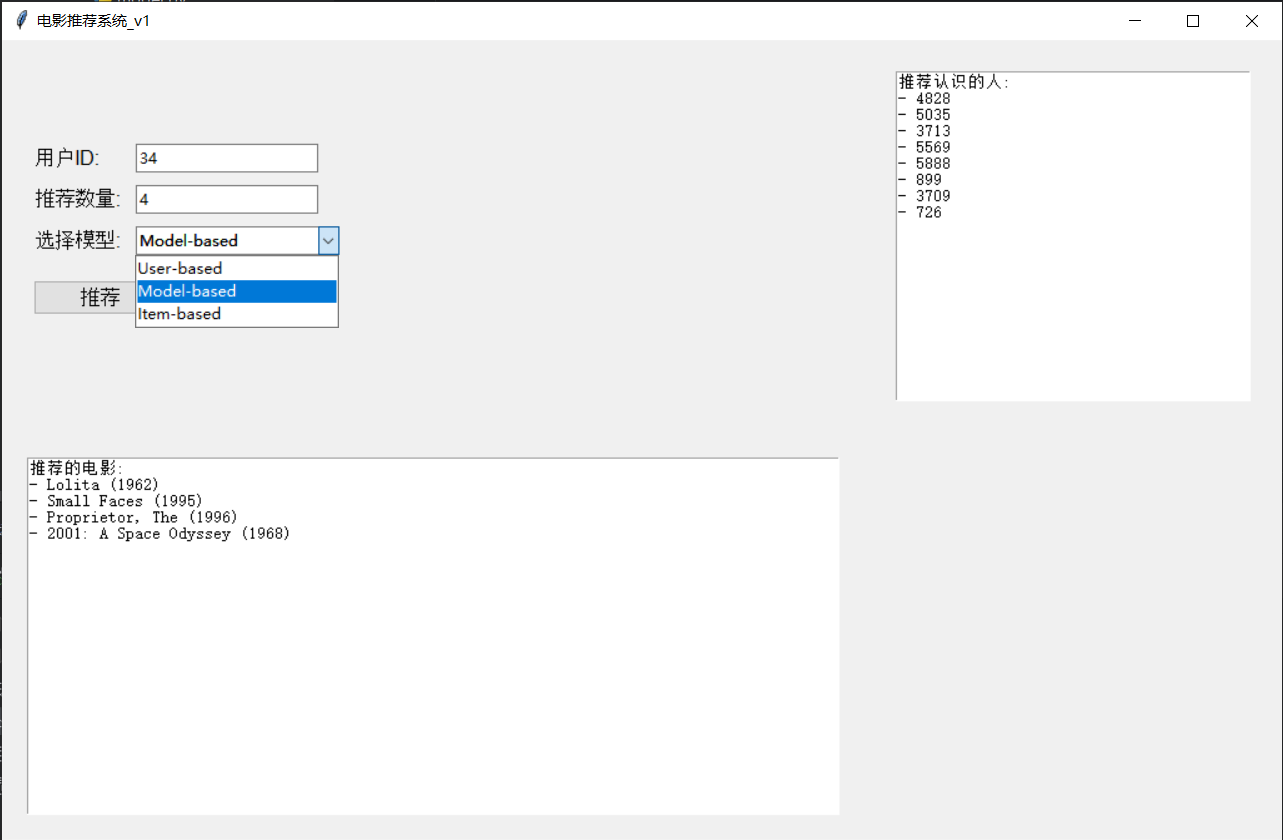 电影推荐系统_v1
用户ID: 34
推荐数量: 4
选择模型: Model-based
User-based
Model-based
Item-based
推荐
推荐认识的人:
- 4828
- 5035
- 3713
- 5569
- 5888
- 899
- 3709
- 726
推荐的电影:
- Lolita (1962)
- Small Faces (1995)
- Proprietor, The (1996)
- 2001: A Space Odyssey (1968)